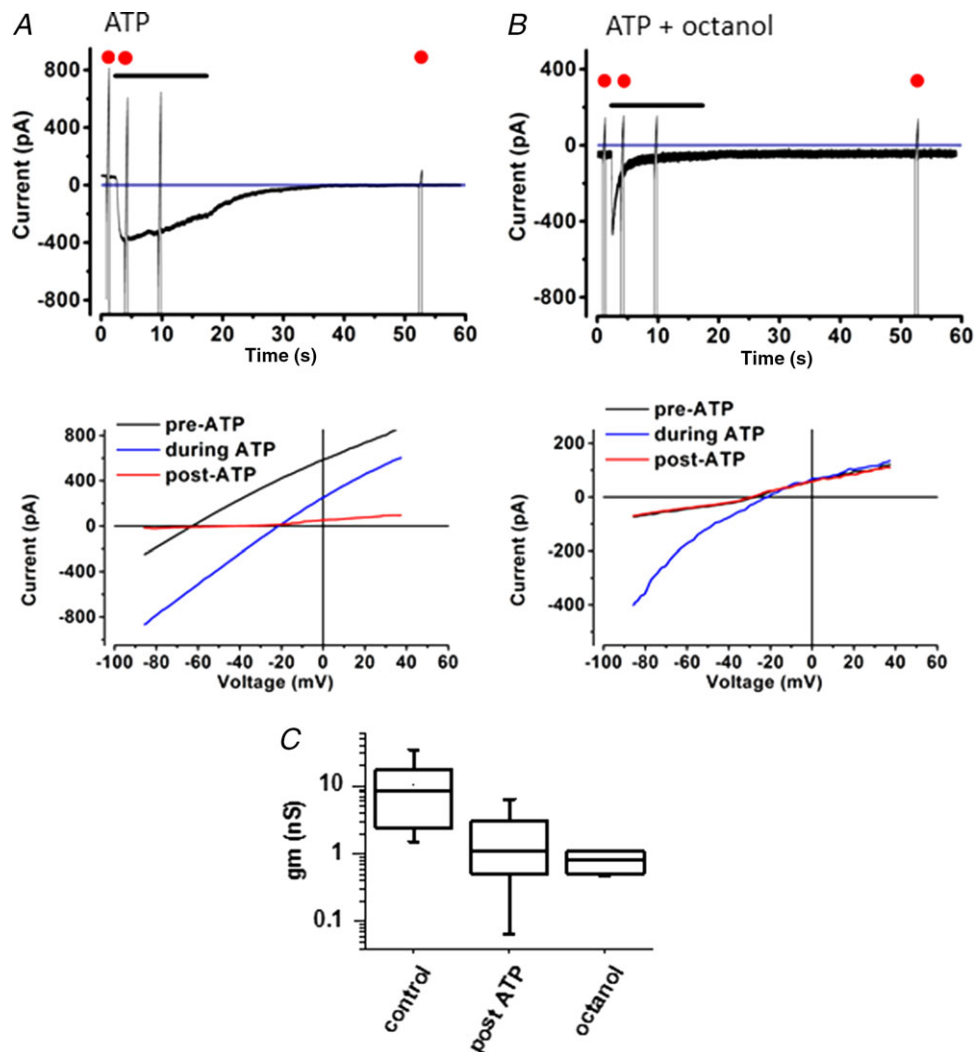 A
ATP
800
400
0
-400
-800
Current (pA)
0 10 20 30 40 50 60
Time (s)
B
ATP + octanol
400
0
-400
-800
Current (pA)
0 10 20 30 40 50 60
Time (s)
pre-ATP
during ATP
post-ATP
800
400
0
-400
-800
Current (pA)
-100 -80 -60 -40 -20 0 20 40 60
Voltage (mV)
pre-ATP
during ATP
post-ATP
200
0
-200
-400
Current (pA)
-100 -80 -60 -40 -20 0 20 40 60
Voltage (mV)
C
10
1
0.1
gm (nS)
control
post ATP
octanol